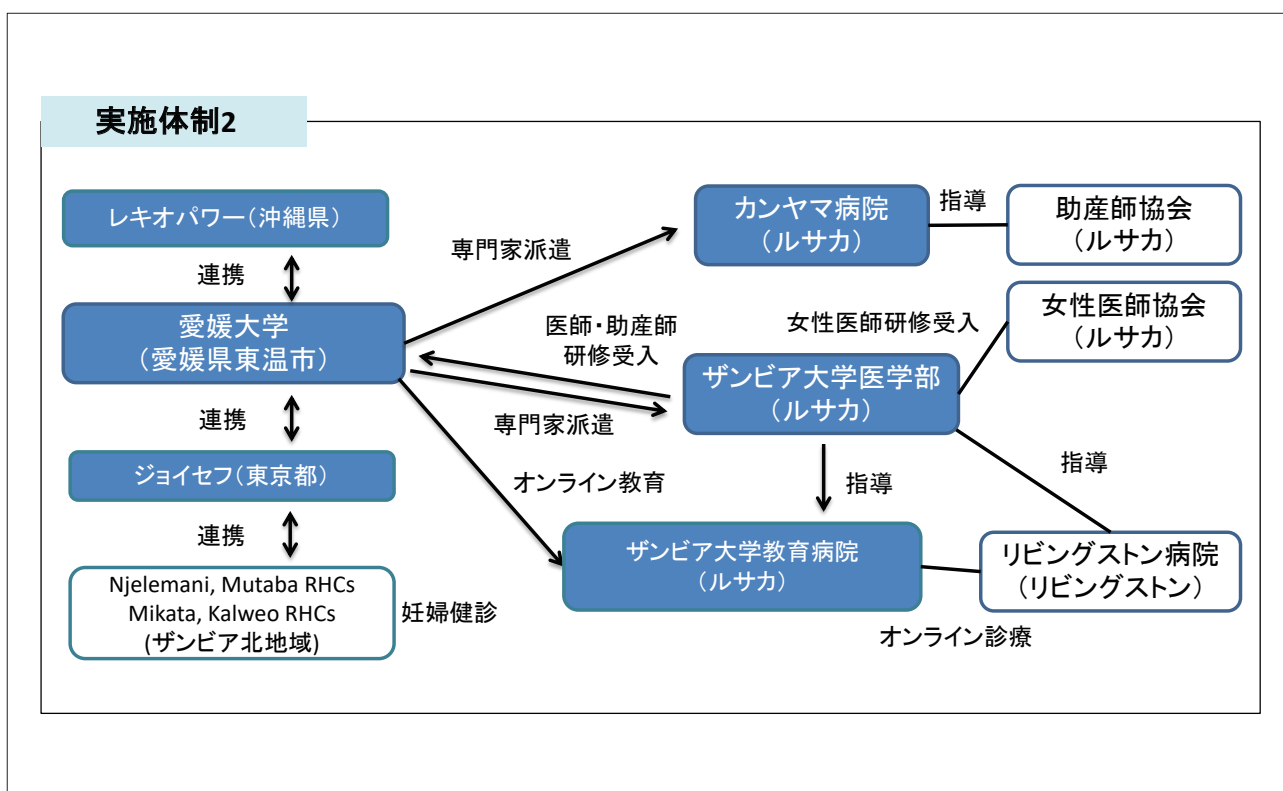 実施体制2
レキオパワー(沖縄県)
連携
愛媛大学
(愛媛県東温市)
連携
ジョイセフ(東京都)
連携
Njelemani, Mutaba RHCs
Mikata, Kalweo RHCs
(ザンビア北地域)
妊婦健診
専門家派遣
医師・助産師
研修受入
専門家派遣
オンライン教育
カンヤマ病院
(ルサカ)
指導
助産師協会
(ルサカ)
女性医師研修受入
女性医師協会
(ルサカ)
ザンビア大学医学部
(ルサカ)
指導
指導
ザンビア大学教育病院
(ルサカ)
リビングストン病院
(リビングストン)
オンライン診療